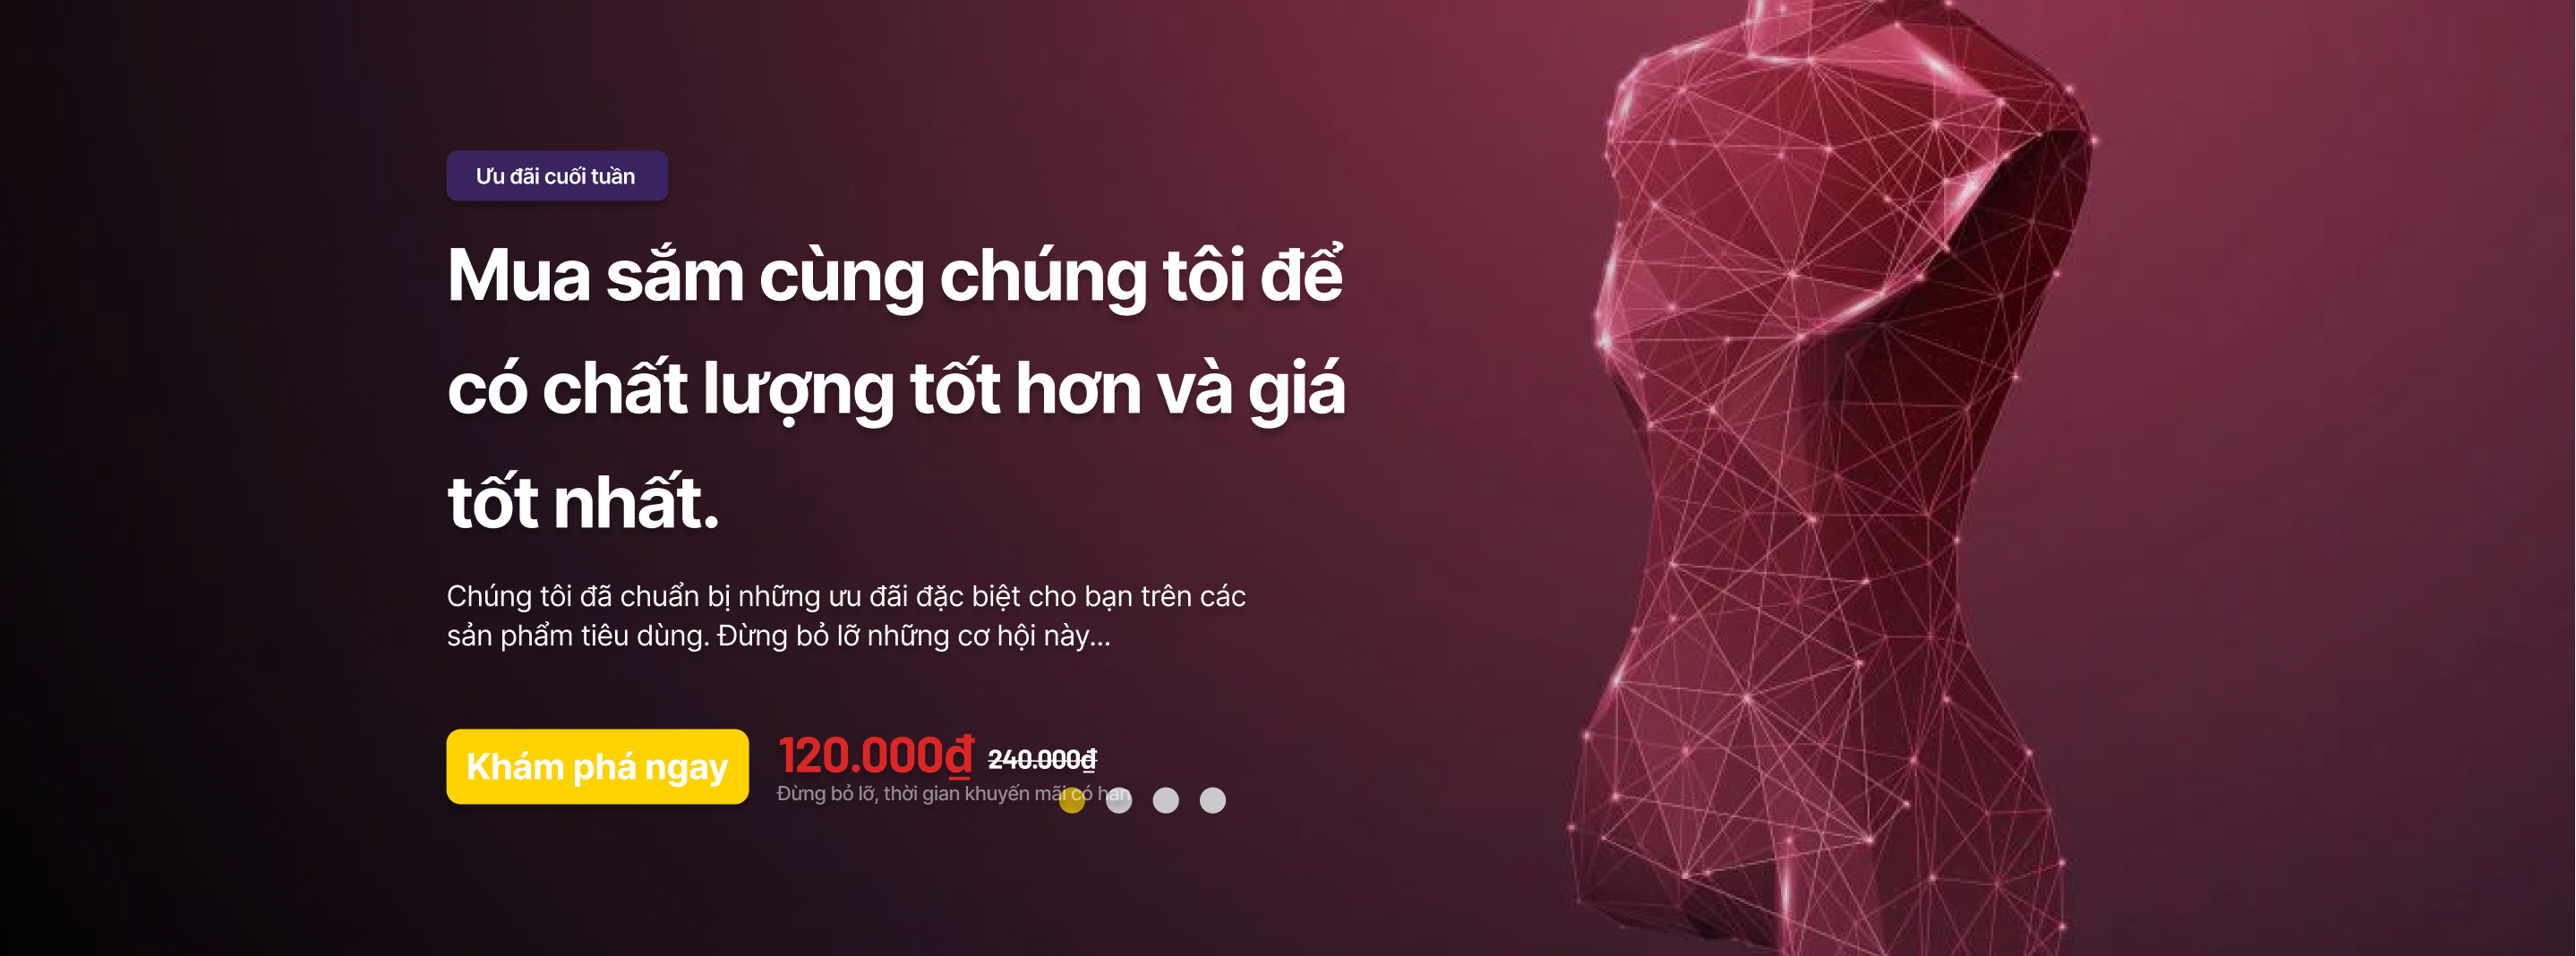 Ưu đãi cuối tuần
Mua sắm cùng chúng tôi để
có chất lượng tốt hơn và giá
tốt nhất.
Chúng tôi đã chuẩn bị những ưu đãi đặc biệt cho bạn trên các
sản phẩm tiêu dùng. Đừng bỏ lỡ những cơ hội này...
Khám phá ngay
120.000₫ 240.000₫
Đừng bỏ lỡ, thời gian khuyến mãi có hạn